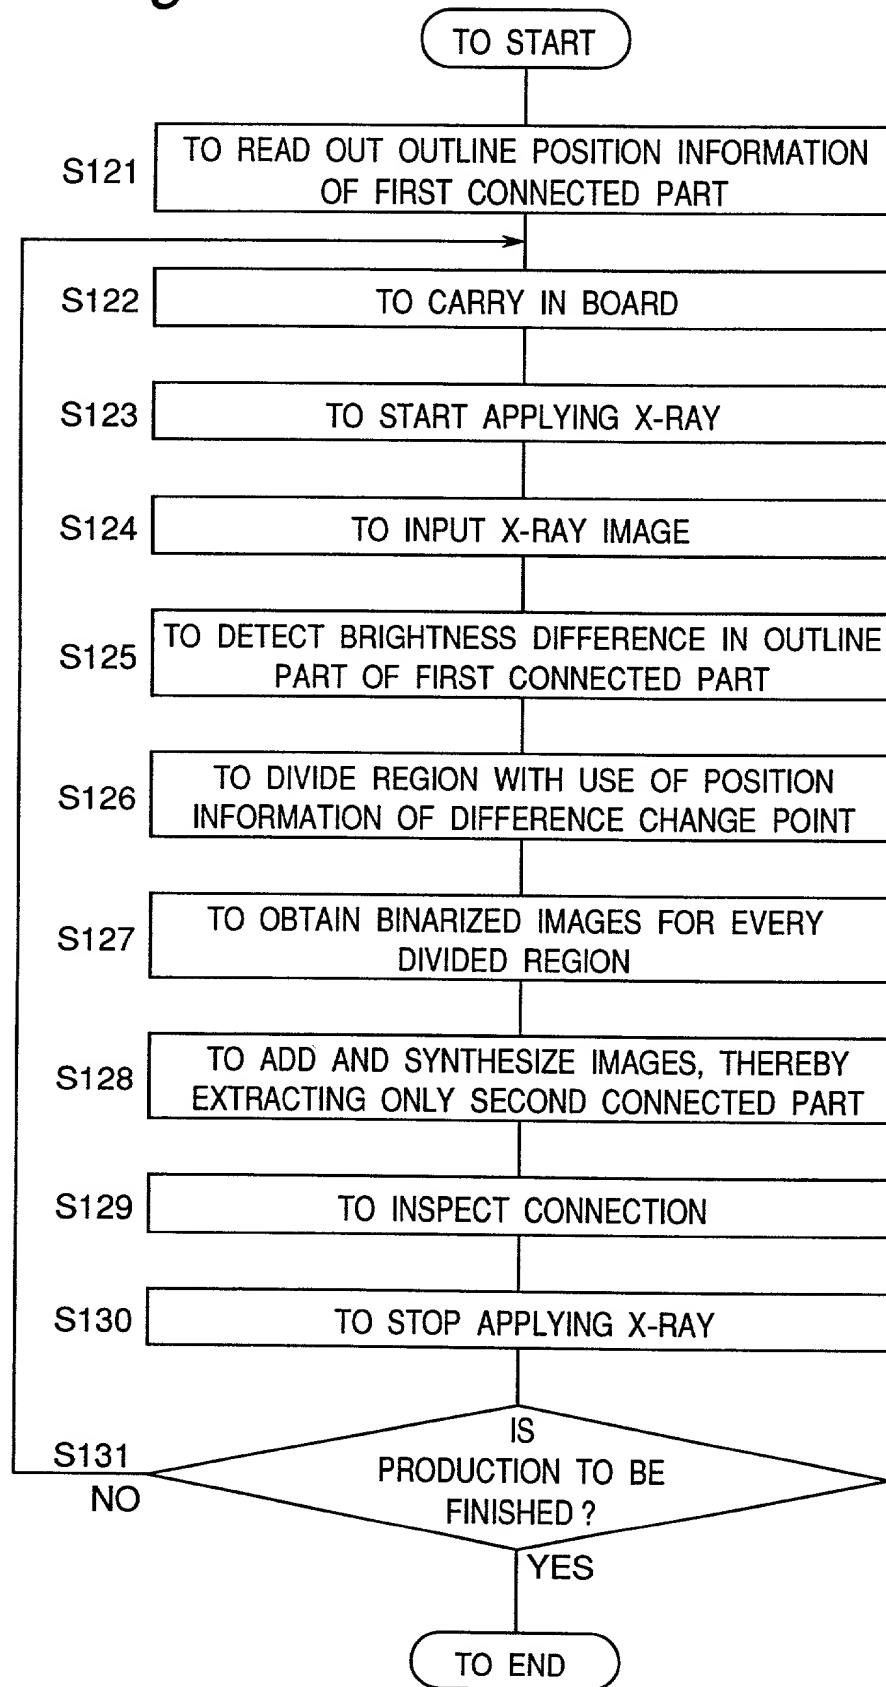 TO START
S121
TO READ OUT OUTLINE POSITION INFORMATION
OF FIRST CONNECTED PART
S122
TO CARRY IN BOARD
S123
TO START APPLYING X-RAY
S124
TO INPUT X-RAY IMAGE
S125
TO DETECT BRIGHTNESS DIFFERENCE IN OUTLINE
PART OF FIRST CONNECTED PART
S126
TO DIVIDE REGION WITH USE OF POSITION
INFORMATION OF DIFFERENCE CHANGE POINT
S127
TO OBTAIN BINARIZED IMAGES FOR EVERY
DIVIDED REGION
S128
TO ADD AND SYNTHESIZE IMAGES, THEREBY
EXTRACTING ONLY SECOND CONNECTED PART
S129
TO INSPECT CONNECTION
S130
TO STOP APPLYING X-RAY
S131
IS
PRODUCTION TO BE
FINISHED?
NO
YES
TO END